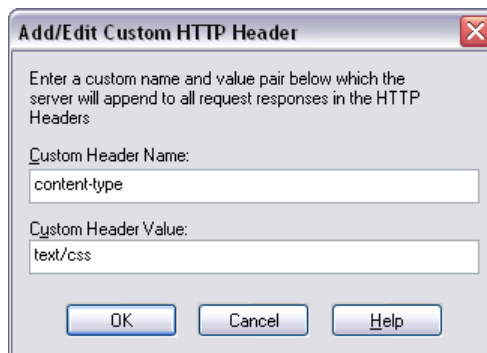 Add/Edit Custom HTTP Header
Enter a custom name and value pair below which the
server will append to all request responses in the HTTP
Headers
Custom Header Name:
content-type
Custom Header Value:
text/css
OK Cancel Help